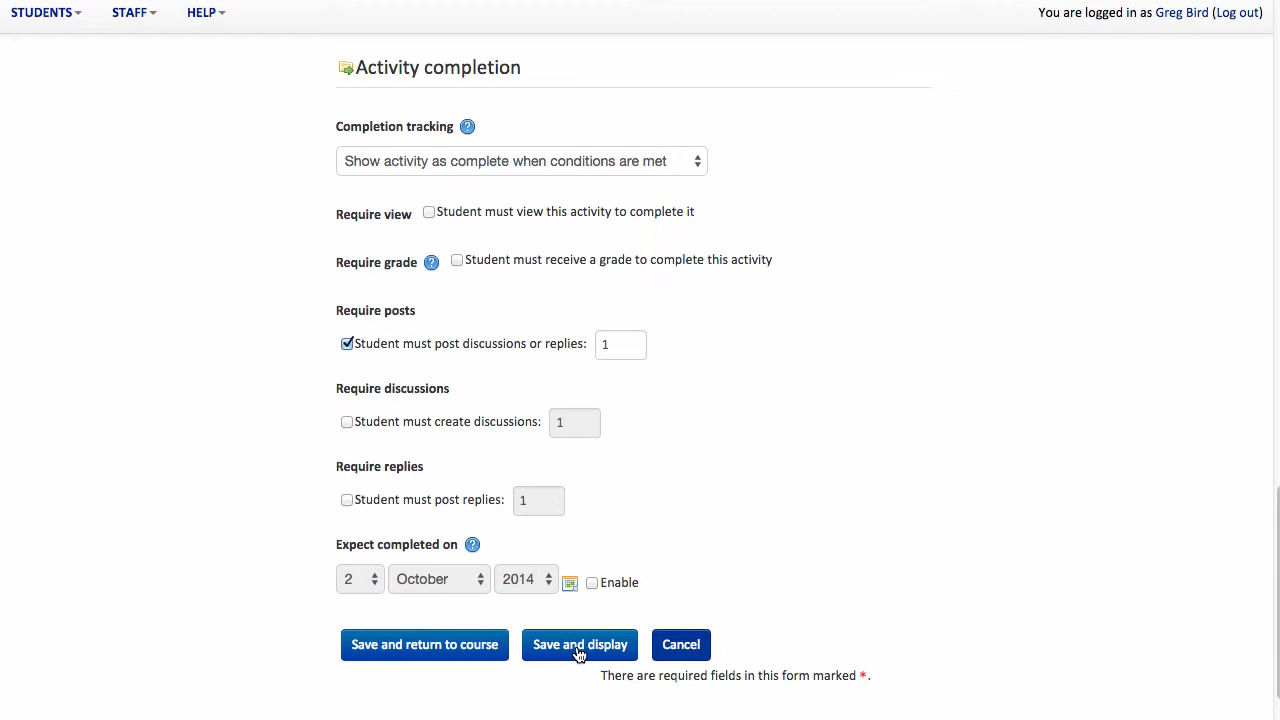 STUDENTS STAFF HELP You are logged in as Greg Bird (Log out)
Activity completion
Completion tracking ?
Show activity as complete when conditions are met
Require view Student must view this activity to complete it
Require grade ? Student must receive a grade to complete this activity
Require posts
Student must post discussions or replies: 1
Require discussions
Student must create discussions: 1
Require replies
Student must post replies: 1
Expect completed on ?
2 October 2014 Enable
Save and return to course Save and display Cancel
There are required fields in this form marked *.